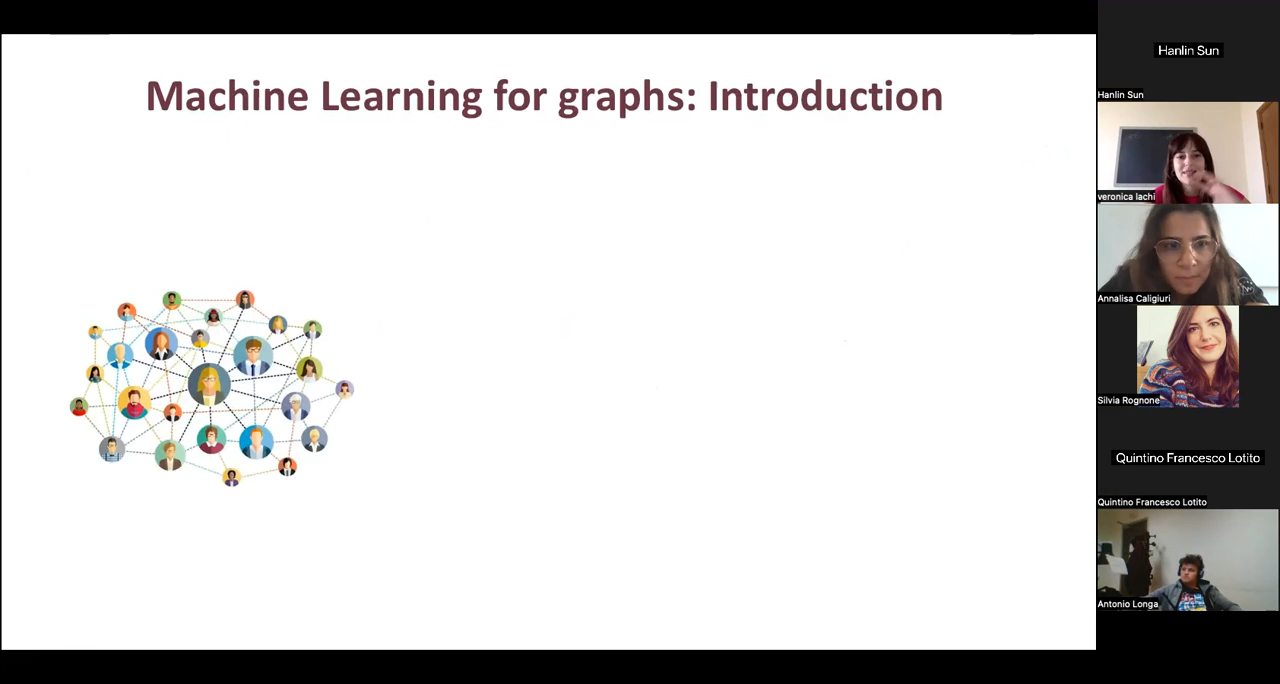 Machine Learning for graphs: Introduction
Hanlin Sun
Hanlin Sun
veronica lachi
Annalisa Caligiuri
Silvia Rognone
Quintino Francesco Lotito
Quintino Francesco Lotito
Antonio Longa